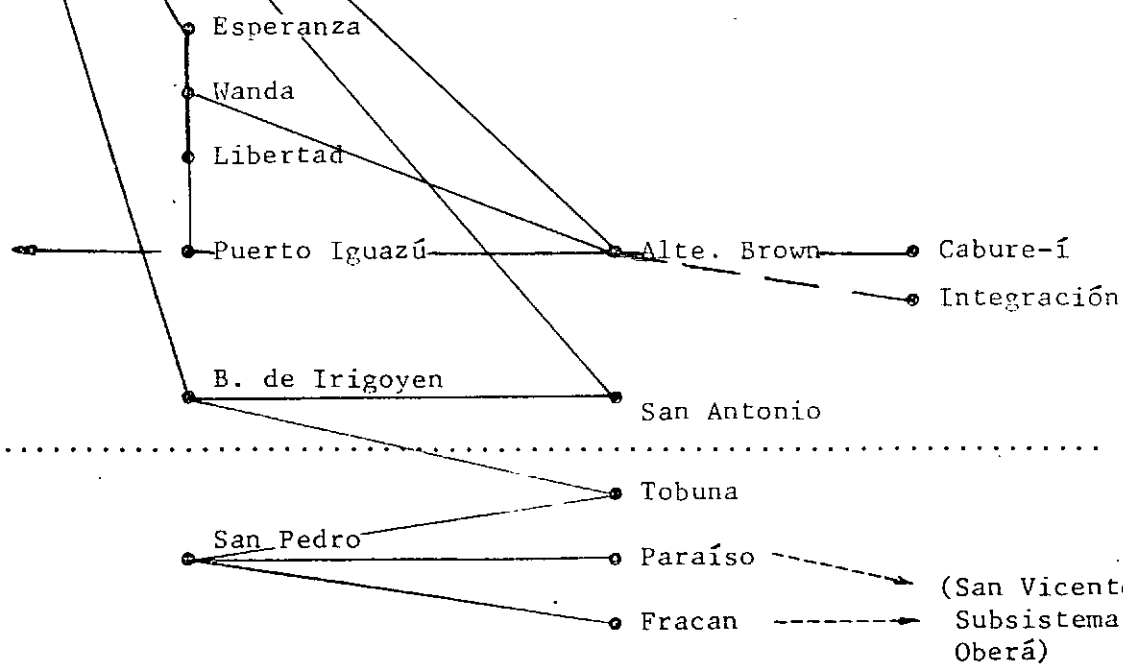 Esperanza
Wanda
Libertad
Puerto Iguazú
Alte. Brown
Cabure-í
Integración
B. de Irigoyen
San Antonio
Tobuna
San Pedro
Paraíso
(San Vicente
Fracan
Subsistema
Oberá)